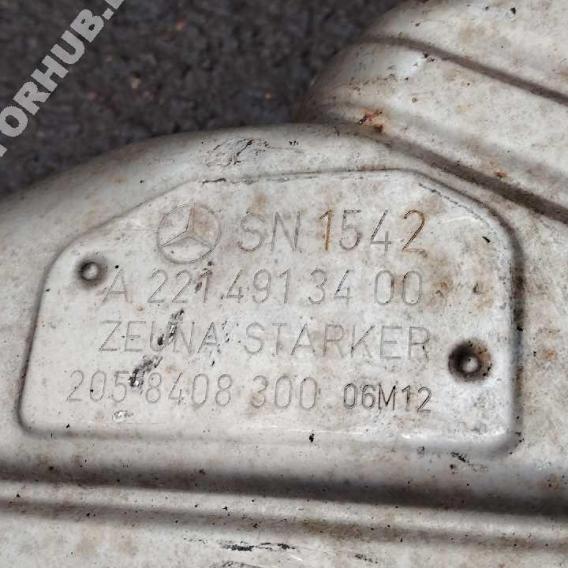 SN 1542
A 221 491 34 00
ZEUNA STARKER
205 8408 300 06M12